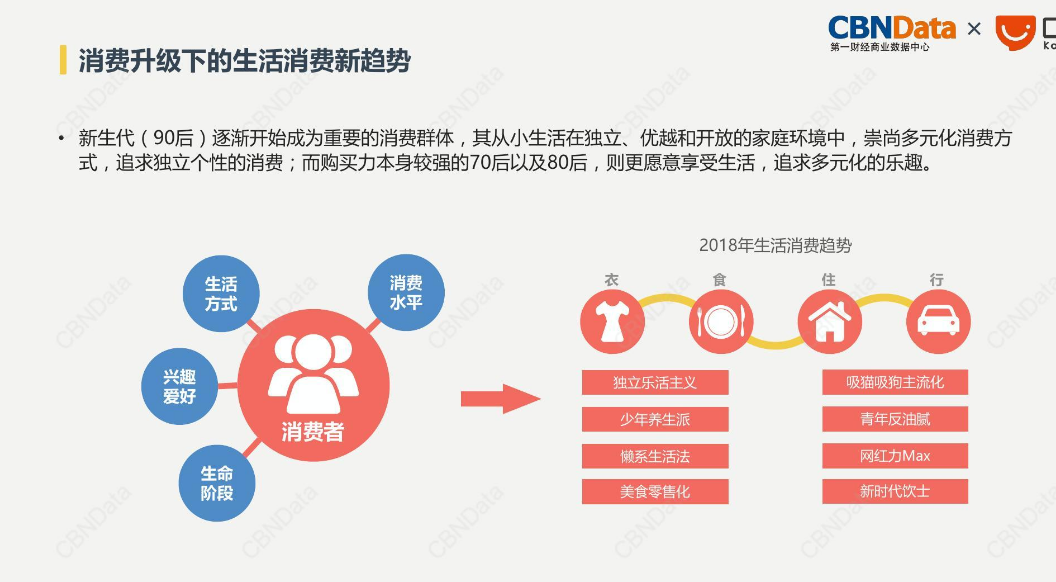 CBNData ×
第一财经商业数据中心
消费升级下的生活消费新趋势
• 新生代（90后）逐渐开始成为重要的消费群体，其从小生活在独立、优越和开放的家庭环境中，崇尚多元化消费方
式，追求独立个性的消费；而购买力本身较强的70后以及80后，则更愿意享受生活，追求多元化的乐趣。
生活
方式
消费
水平
兴趣
爱好
消费者
生命
阶段
2018年生活消费趋势
衣 食 住 行
独立乐活主义 吸猫吸狗主流化
少年养生派 青年反油腻
懒系生活法 网红力Max
美食零售化 新时代饮士